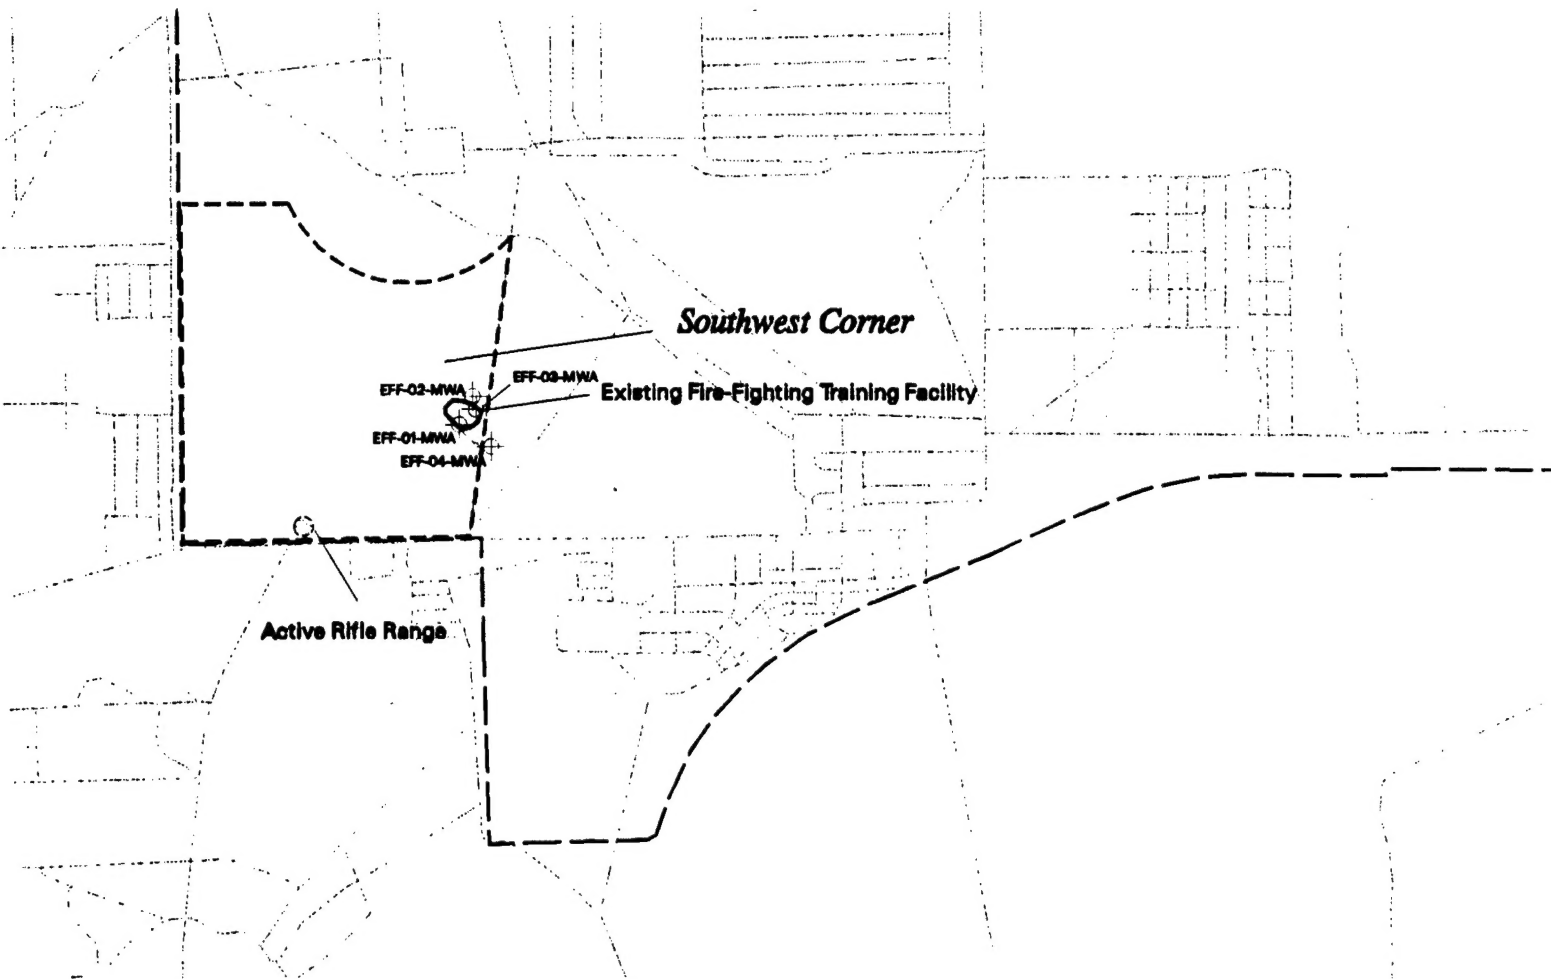 Southwest Corner
EFF-03-MWA
EFF-02-MWA
Existing Fire-Fighting Training Facility
EFF-01-MWA
EFF-04-MWA
Active Rifle Range